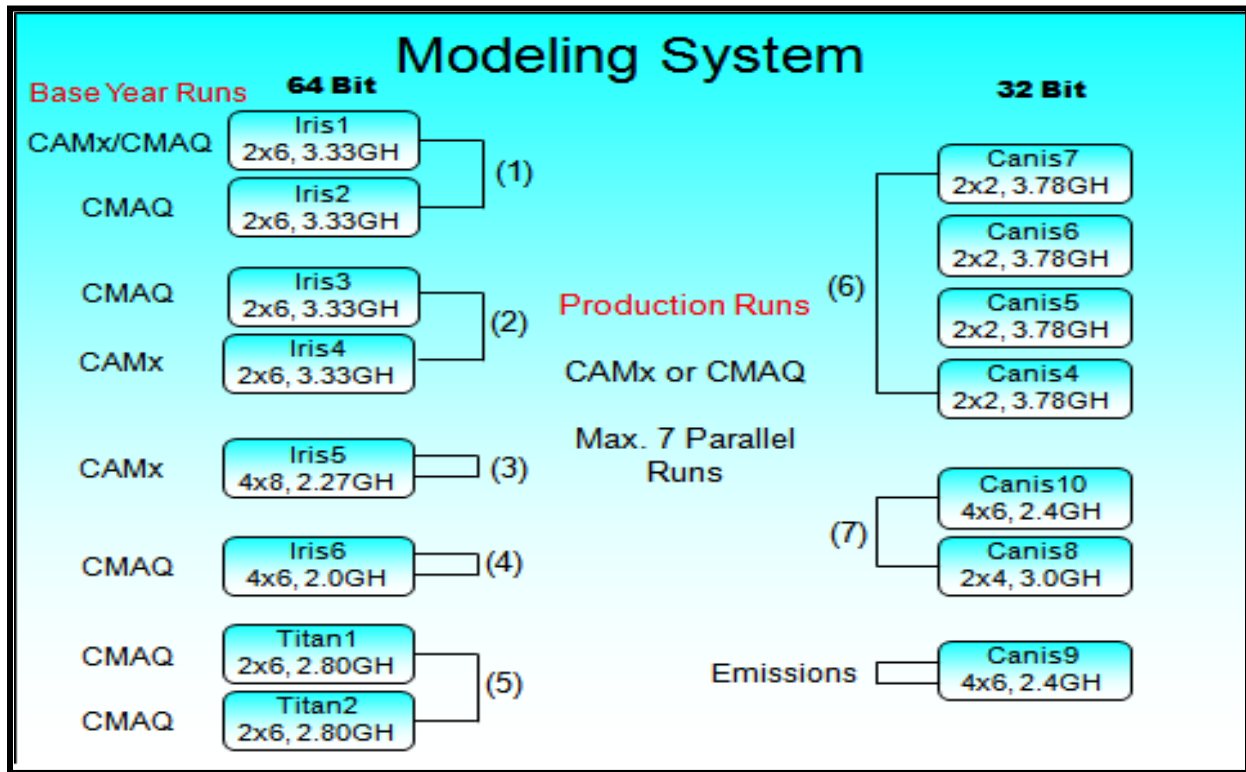 Modeling System
Base Year Runs
64 Bit
CAMx/CMAQ
Iris1
2x6, 3.33GH
CMAQ
Iris2
2x6, 3.33GH
(1)
CMAQ
Iris3
2x6, 3.33GH
CAMx
Iris4
2x6, 3.33GH
(2)
CAMx
Iris5
4x8, 2.27GH
(3)
CMAQ
Iris6
4x6, 2.0GH
(4)
CMAQ
Titan1
2x6, 2.80GH
CMAQ
Titan2
2x6, 2.80GH
(5)
Production Runs
CAMx or CMAQ
Max. 7 Parallel
Runs
32 Bit
(6)
Canis7
2x2, 3.78GH
Canis6
2x2, 3.78GH
Canis5
2x2, 3.78GH
Canis4
2x2, 3.78GH
(7)
Canis10
4x6, 2.4GH
Canis8
2x4, 3.0GH
Emissions
Canis9
4x6, 2.4GH